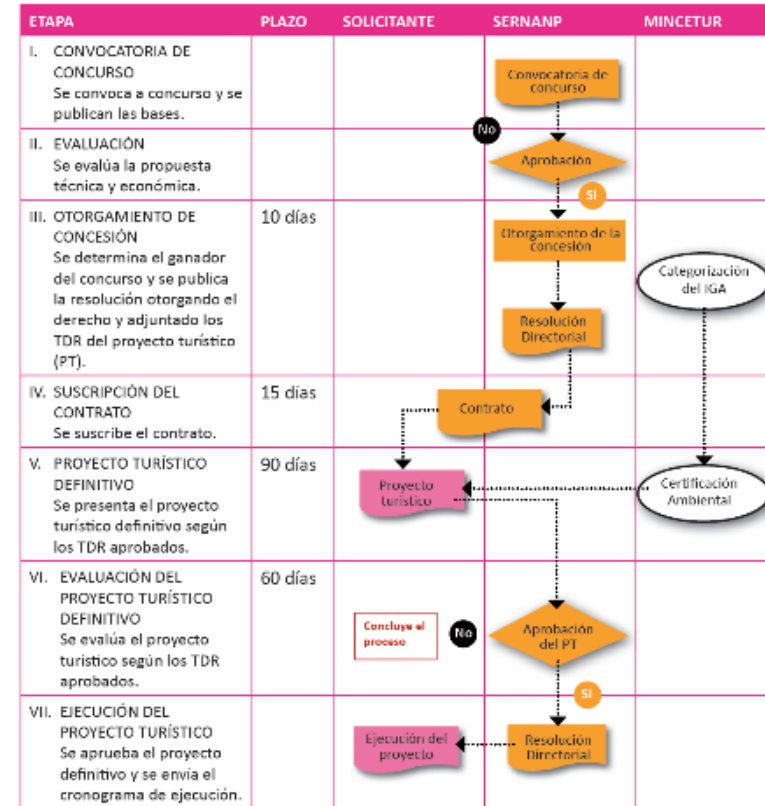 ETAPA PLAZO SOLICITANTE SERNANP MINCETUR
I. CONVOCATORIA DE
CONCURSO
Se convoca a concurso y se
publican las bases.
Convocatoria de
concurso
No
II. EVALUACIÓN
Se evalúa la propuesta
técnica y económica.
Aprobación
SI
III. OTORGAMIENTO DE
CONCESIÓN
Se determina el ganador
del concurso y se publica
la resolución otorgando el
derecho y adjuntado los
TDR del proyecto turístico
(PT).
10 días
Otorgamiento de la
concesión
Resolución
Directorial
Categorización
del IGA
IV. SUSCRIPCIÓN DEL
CONTRATO
Se suscribe el contrato.
15 días
Contrato
V. PROYECTO TURÍSTICO
DEFINITIVO
Se presenta el proyecto
turístico definitivo según
los TDR aprobados.
90 días
Proyecto
turístico
Certificación
Ambiental
VI. EVALUACIÓN DEL
PROYECTO TURÍSTICO
DEFINITIVO
Se evalúa el proyecto
turístico según los TDR
aprobados.
60 días
Concluye el
proceso
No
Aprobación
del PT
SI
VII. EJECUCIÓN DEL
PROYECTO TURÍSTICO
Se aprueba el proyecto
definitivo y se envía el
cronograma de ejecución.
Ejecución del
proyecto
Resolución
Directorial